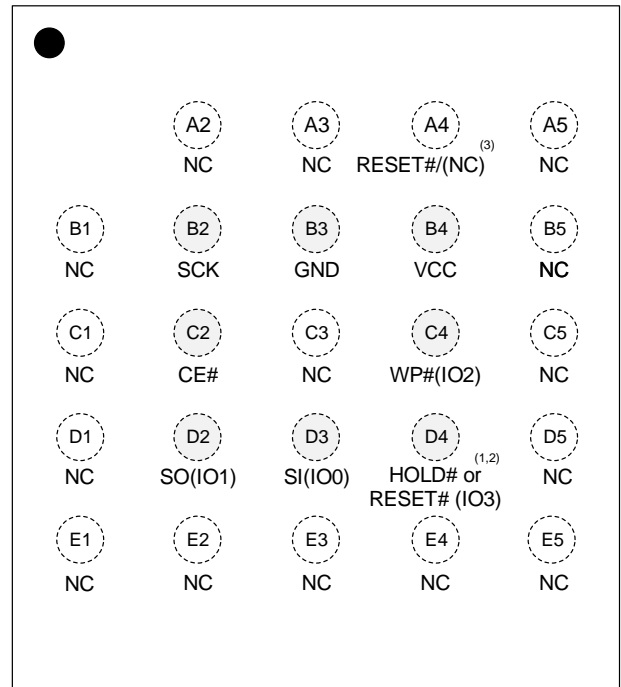 A2 A3 A4 A5
NC NC RESET#/(NC) (3) NC
B1 B2 B3 B4 B5
NC SCK GND VCC NC
C1 C2 C3 C4 C5
NC CE# NC WP#(IO2) NC
D1 D2 D3 D4 D5
NC SO(IO1) SI(IO0) HOLD# or (1,2) NC
RESET# (IO3)
E1 E2 E3 E4 E5
NC NC NC NC NC